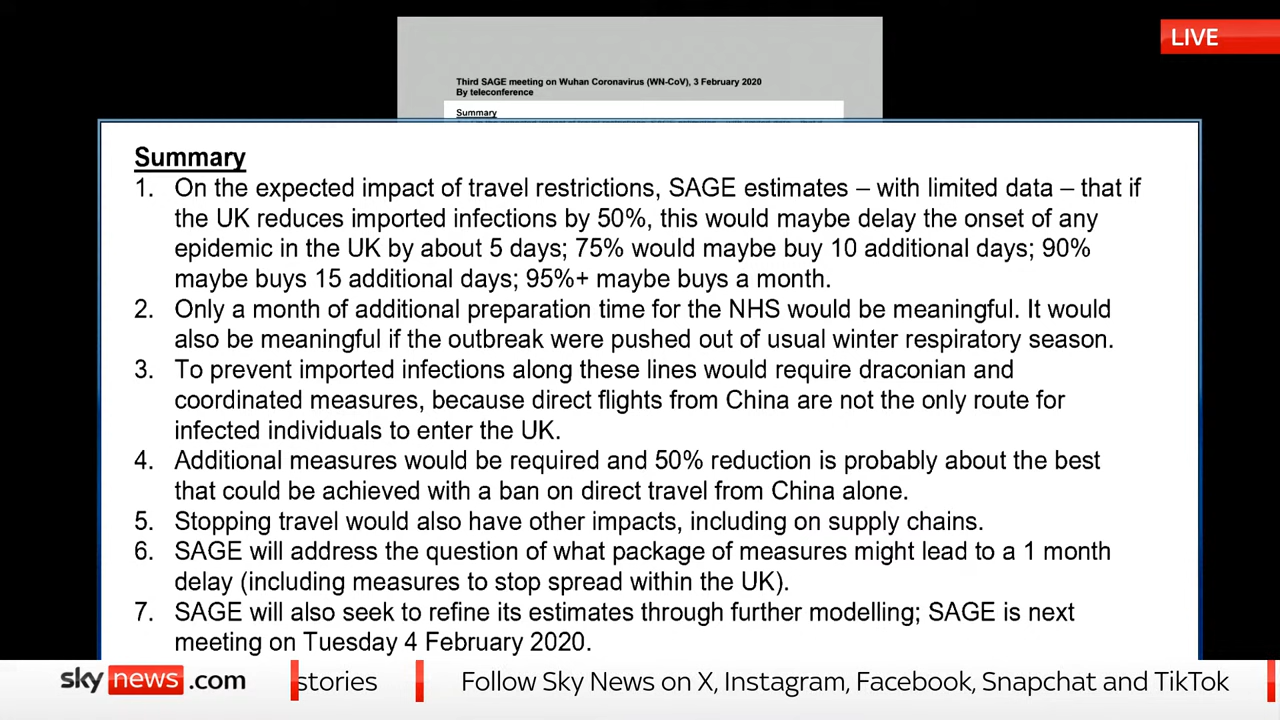 LIVE
Third SAGE meeting on Wuhan Coronavirus (WN-CoV), 3 February 2020
By teleconference
Summary
Summary
1. On the expected impact of travel restrictions, SAGE estimates – with limited data – that if
the UK reduces imported infections by 50%, this would maybe delay the onset of any
epidemic in the UK by about 5 days; 75% would maybe buy 10 additional days; 90%
maybe buys 15 additional days; 95%+ maybe buys a month.
2. Only a month of additional preparation time for the NHS would be meaningful. It would
also be meaningful if the outbreak were pushed out of usual winter respiratory season.
3. To prevent imported infections along these lines would require draconian and
coordinated measures, because direct flights from China are not the only route for
infected individuals to enter the UK.
4. Additional measures would be required and 50% reduction is probably about the best
that could be achieved with a ban on direct travel from China alone.
5. Stopping travel would also have other impacts, including on supply chains.
6. SAGE will address the question of what package of measures might lead to a 1 month
delay (including measures to stop spread within the UK).
7. SAGE will also seek to refine its estimates through further modelling; SAGE is next
meeting on Tuesday 4 February 2020.
sky news .com stories Follow Sky News on X, Instagram, Facebook, Snapchat and TikTok